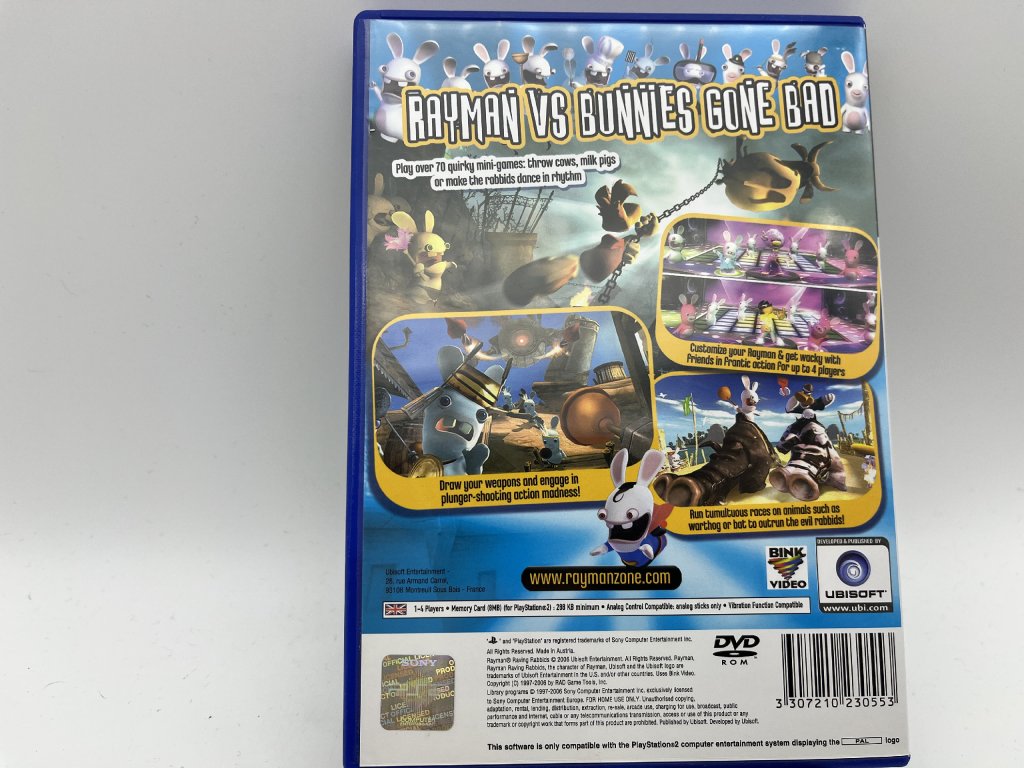 RAYMAN VS BUNNIES GONE BAD
Play over 70 quirky mini-games: throw cows, milk pigs
or make the rabbids dance in rhythm
Customize your Rayman & get wacky with
friends in frantic action for up to 4 players
Draw your weapons and engage in
plunger-shooting action madness!
Run tumultuous races on animals such as
warthog or bat to outrun the evil rabbids!
www.raymanzone.com
BINK
VIDEO
DEVELOPED & PUBLISHED BY
UBISOFT
www.ubi.com
Ubisoft Entertainment -
28, rue Armand Carrel,
93108 Montreuil Sous Bois - France
1-4 Players • Memory Card (8MB) (for PlayStation®2) : 298 KB minimum • Analog Control Compatible: analog sticks only • Vibration Function Compatible
" " and "PlayStation" are registered trademarks of Sony Computer Entertainment Inc.
All Rights Reserved. Made in Austria.
Rayman® Raving Rabbids © 2006 Ubisoft Entertainment. All Rights Reserved. Rayman,
Rayman Raving Rabbids, the character of Rayman, Ubisoft and the Ubisoft logo are
trademarks of Ubisoft Entertainment in the U.S. and/or other countries. Uses Bink Video.
Copyright (C) 1997-2006 by RAD Game Tools, Inc.
Library programs © 1997-2006 Sony Computer Entertainment Inc. exclusively licensed
to Sony Computer Entertainment Europe. FOR HOME USE ONLY. Unauthorised copying,
adaptation, rental, lending, distribution, extraction, re-sale, arcade use, charging for use, broadcast, public
performance and internet, cable or any telecommunications transmission, access or use of this product or any
trademark or copyright work that forms part of this product are prohibited. Published by Ubisoft. Developed by Ubisoft.
DVD
ROM
3 307210 230553
SONY
This software is only compatible with the PlayStation®2 computer entertainment system displaying the PAL logo